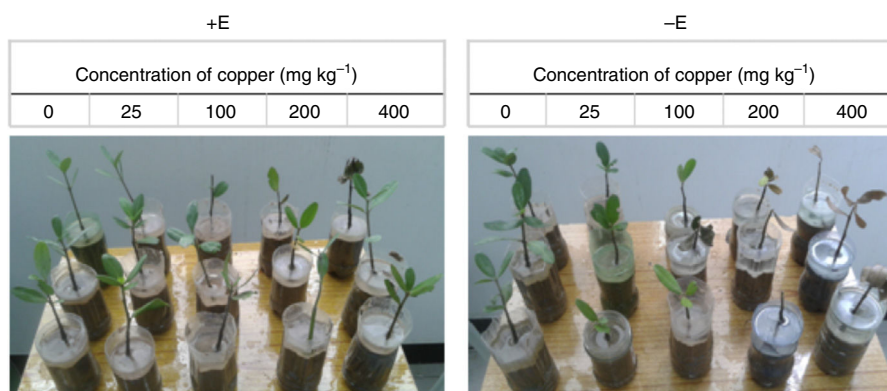 +E
Concentration of copper (mg kg⁻¹)
0 25 100 200 400
–E
Concentration of copper (mg kg⁻¹)
0 25 100 200 400